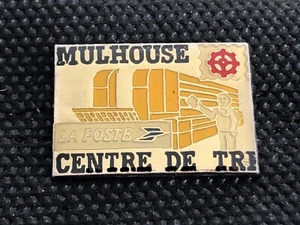 MULHOUSE
LA POSTE
CENTRE DE TRI